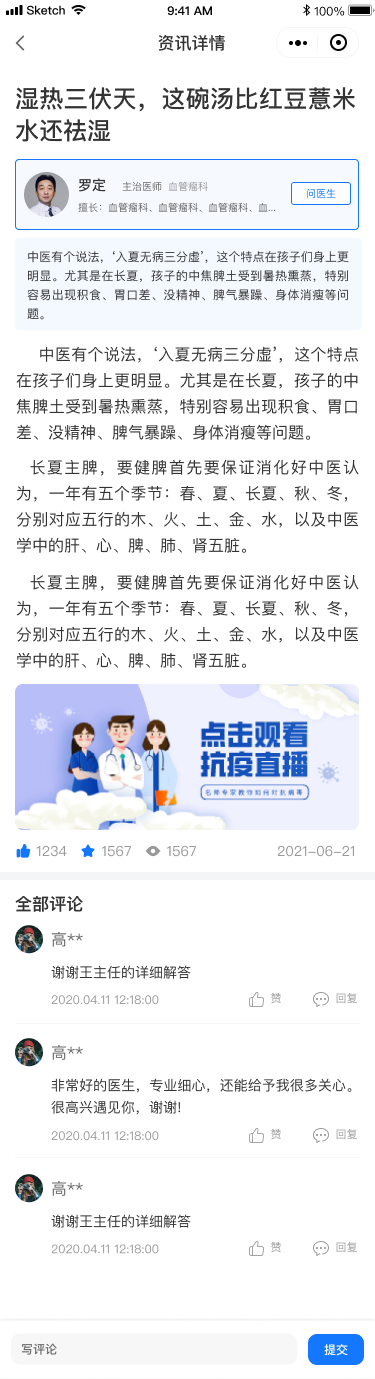 Sketch
9:41 AM
100%
资讯详情
湿热三伏天，这碗汤比红豆薏米
水还祛湿
罗定 主治医师 血管瘤科
擅长：血管瘤科、血管瘤科、血管瘤科、血...
问医生
中医有个说法，‘入夏无病三分虚’，这个特点在孩子们身上更
明显。尤其是在长夏，孩子的中焦脾土受到暑热熏蒸，特别
容易出现积食、胃口差、没精神、脾气暴躁、身体消瘦等问
题。
中医有个说法，‘入夏无病三分虚’，这个特点
在孩子们身上更明显。尤其是在长夏，孩子的中
焦脾土受到暑热熏蒸，特别容易出现积食、胃口
差、没精神、脾气暴躁、身体消瘦等问题。
长夏主脾，要健脾首先要保证消化好中医认
为，一年有五个季节：春、夏、长夏、秋、冬，
分别对应五行的木、火、土、金、水，以及中医
学中的肝、心、脾、肺、肾五脏。
长夏主脾，要健脾首先要保证消化好中医认
为，一年有五个季节：春、夏、长夏、秋、冬，
分别对应五行的木、火、土、金、水，以及中医
学中的肝、心、脾、肺、肾五脏。
点击观看
抗疫直播
名师专家教你如何对抗病毒
1234 1567 1567 2021-06-21
全部评论
高**
谢谢王主任的详细解答
2020.04.11 12:18:00 赞 回复
高**
非常好的医生，专业细心，还能给予我很多关心。
很高兴遇见你，谢谢!
2020.04.11 12:18:00 赞 回复
高**
谢谢王主任的详细解答
2020.04.11 12:18:00 赞 回复
写评论
提交